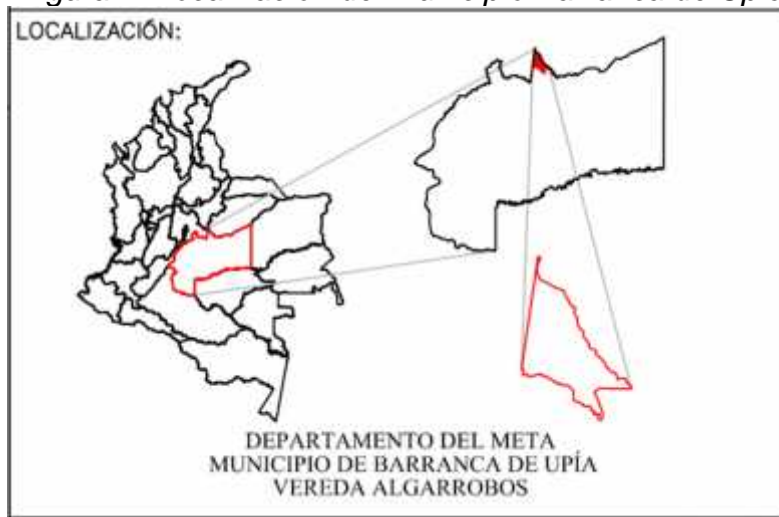 LOCALIZACIÓN:
DEPARTAMENTO DEL META
MUNICIPIO DE BARRANCA DE UPÍA
VEREDA ALGARROBOS